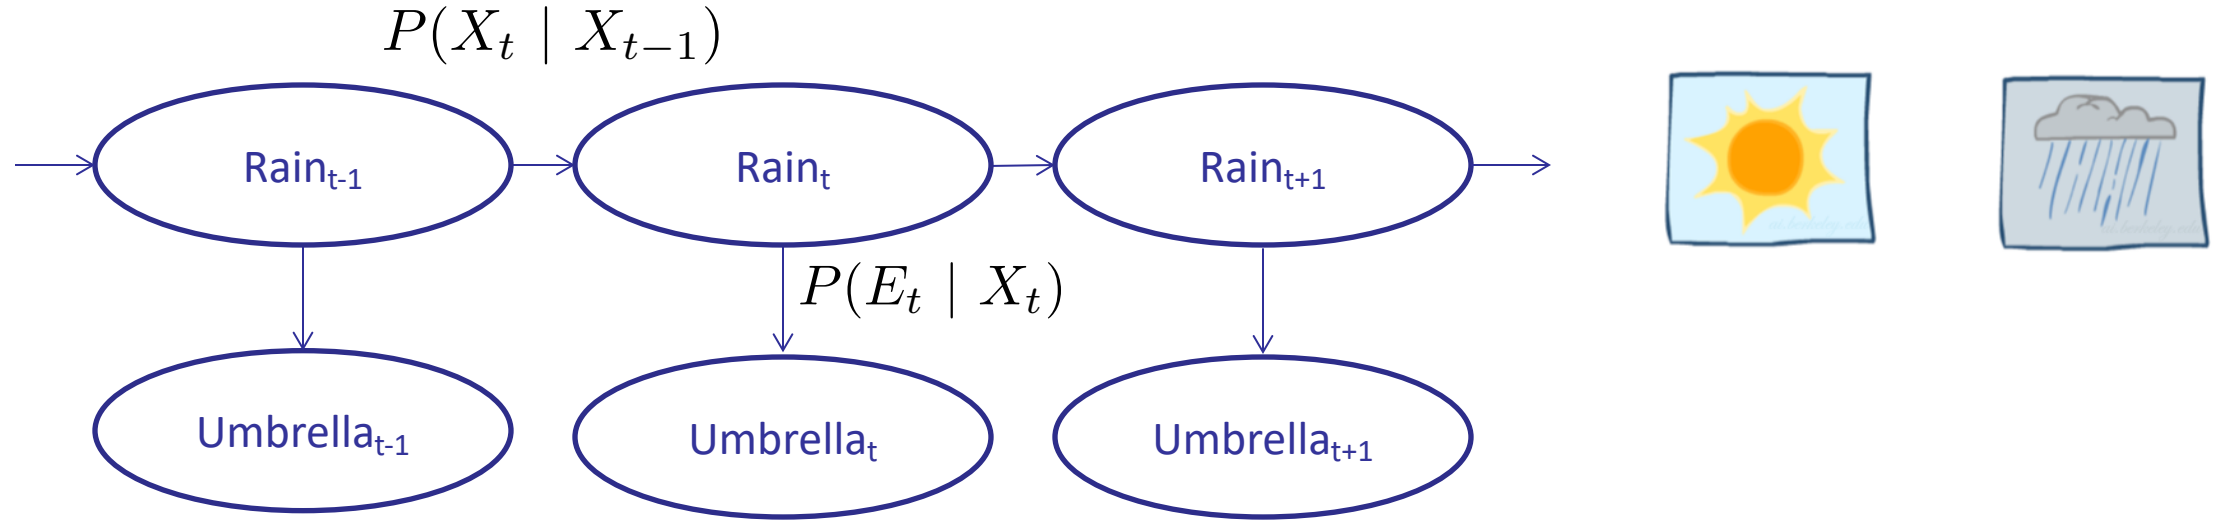 P(X_t | X_{t-1})
Rain_{t-1}
Rain_t
Rain_{t+1}
P(E_t | X_t)
Umbrella_{t-1}
Umbrella_t
Umbrella_{t+1}